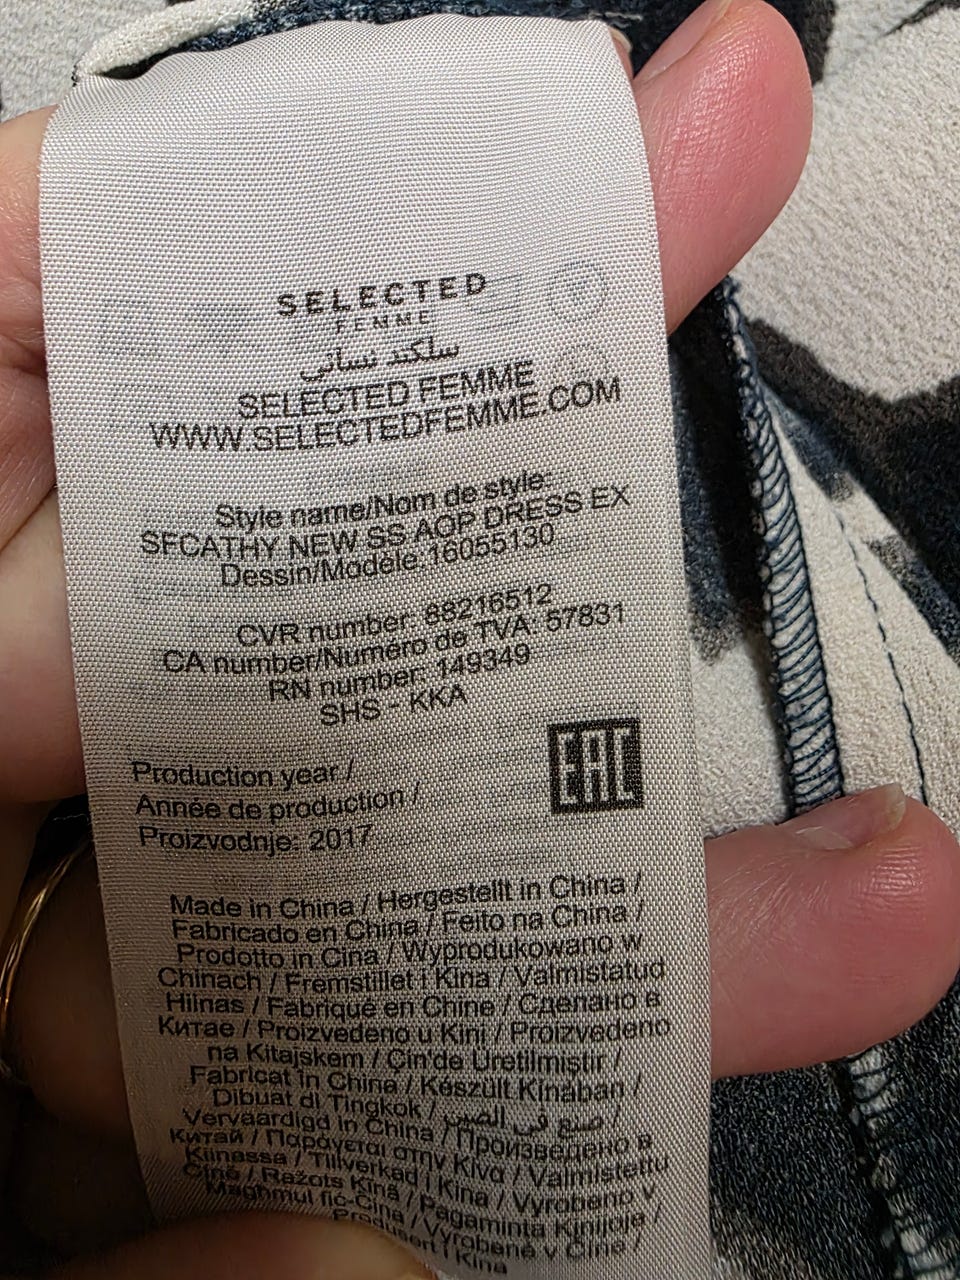 SELECTED
FEMME
سلكتد نسائي
SELECTED FEMME
WWW.SELECTEDFEMME.COM
Style name/Nom de style:
SFCATHY NEW SS AOP DRESS EX
Dessin/Modèle.16055130
CVR number: 88216512
CA number/Numéro de TVA: 57831
RN number: 149349
SHS - KKA
EAC
Production year /
Année de production /
Proizvodnje: 2017
Made in China / Hergestellt in China /
Fabricado en China / Feito na China /
Prodotto in Cina / Wyprodukowano w
Chinach / Fremstillet i Kina / Valmistatud
Hiinas / Fabriqué en Chine / Сделано в
Китае / Proizvedeno u Kini / Proizvedeno
na Kitajskem / Çin'de Üretilmiştir /
Fabricat în China / Készült Kínában /
Dibuat di Tingkok / صنع في الصين /
Vervaardigd in China / Произведено в
Китай / Παράγεται στην Κίνα / Valmistettu
Kiinassa / Tillverkad i Kina / Vyrobeno v
Číně / Ražots Ķīnā / Pagaminta Kinijoje /
Magħmul fiċ-Ċina / Vyrobené v Číne /
Produsert i Kina